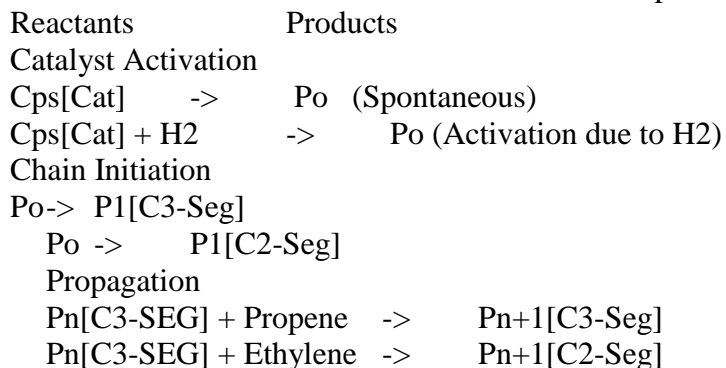 Reactants Products
Catalyst Activation
Cps[Cat] -> Po (Spontaneous)
Cps[Cat] + H2 -> Po (Activation due to H2)
Chain Initiation
Po-> P1[C3-Seg]
Po -> P1[C2-Seg]
Propagation
Pn[C3-SEG] + Propene -> Pn+1[C3-Seg]
Pn[C3-SEG] + Ethylene -> Pn+1[C2-Seg]